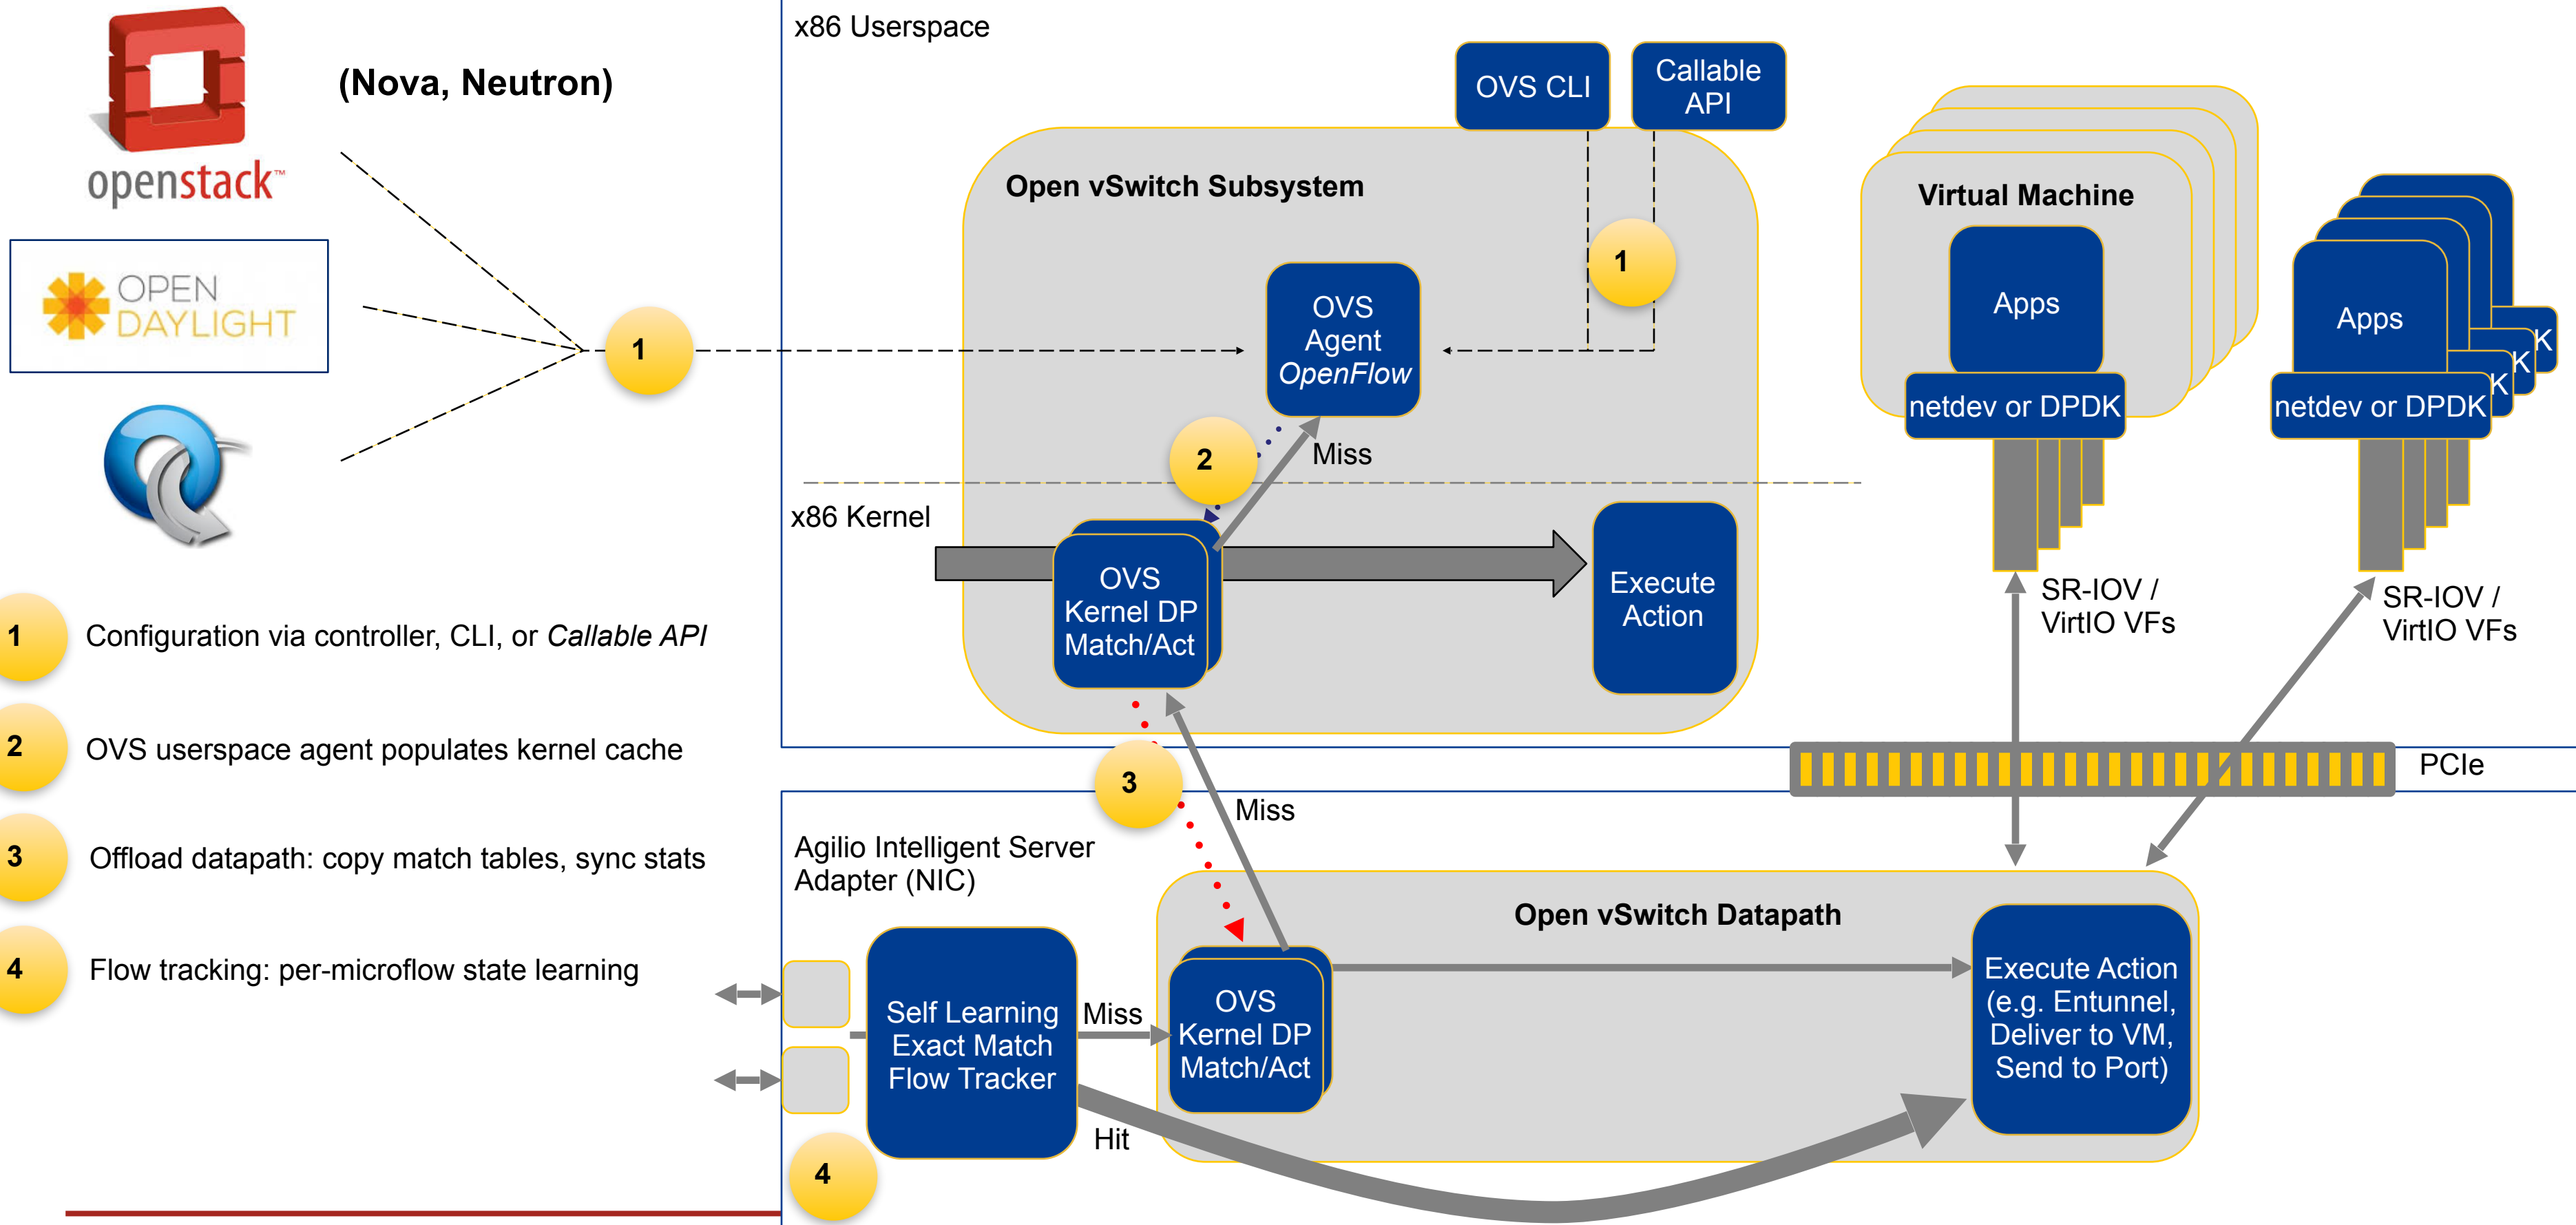 x86 Userspace
(Nova, Neutron)
openstack™
OPEN
DAYLIGHT
1
1
Configuration via controller, CLI, or Callable API
2
OVS userspace agent populates kernel cache
3
Offload datapath: copy match tables, sync stats
4
Flow tracking: per-microflow state learning
OVS CLI
Callable
API
Open vSwitch Subsystem
1
OVS
Agent
OpenFlow
2
Miss
x86 Kernel
OVS
Kernel DP
Match/Act
Execute
Action
Virtual Machine
Apps
netdev or DPDK
Apps
netdev or DPDK
K
K
K
SR-IOV /
VirtIO VFs
SR-IOV /
VirtIO VFs
PCIe
3
Miss
Agilio Intelligent Server
Adapter (NIC)
Open vSwitch Datapath
Self Learning
Exact Match
Flow Tracker
Miss
Hit
OVS
Kernel DP
Match/Act
Execute Action
(e.g. Entunnel,
Deliver to VM,
Send to Port)
4